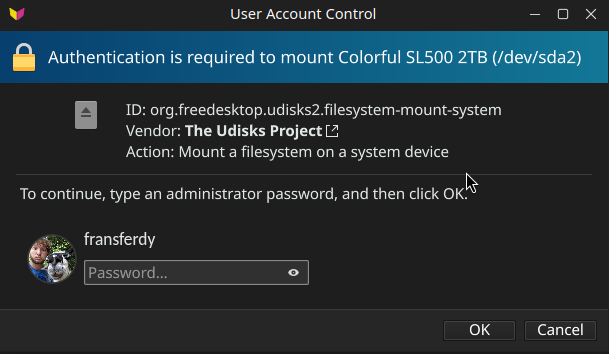 User Account Control
Authentication is required to mount Colorful SL500 2TB (/dev/sda2)
ID: org.freedesktop.udisks2.filesystem-mount-system
Vendor: The Udisks Project
Action: Mount a filesystem on a system device
To continue, type an administrator password, and then click OK.
fransferdy
Password...
OK
Cancel